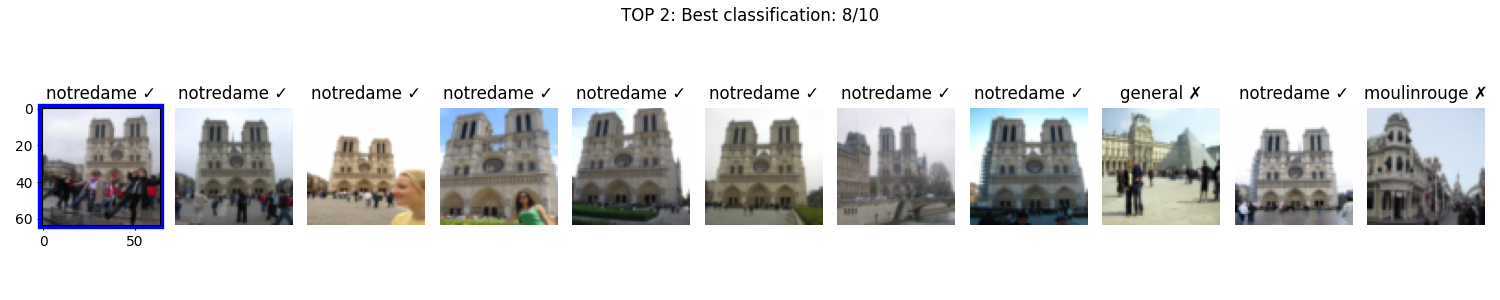 TOP 2: Best classification: 8/10
notredame ✓ notredame ✓ notredame ✓ notredame ✓ notredame ✓ notredame ✓ notredame ✓ notredame ✓ general ✗ notredame ✓ moulinrouge ✗
0
20
40
60
0 50